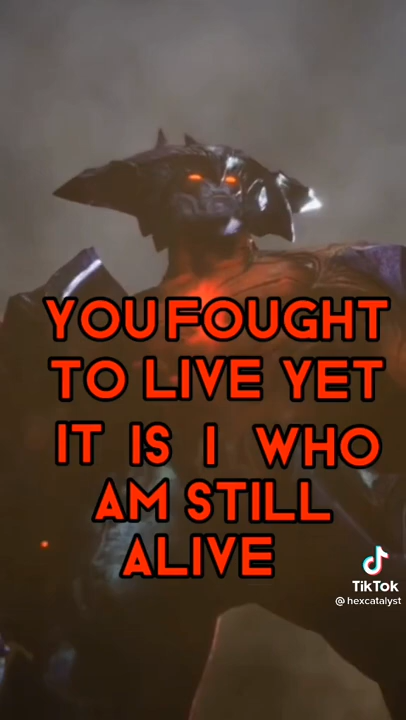 YOU FOUGHT
TO LIVE YET
IT IS I WHO
AM STILL
ALIVE
TikTok
@hexcatalyst